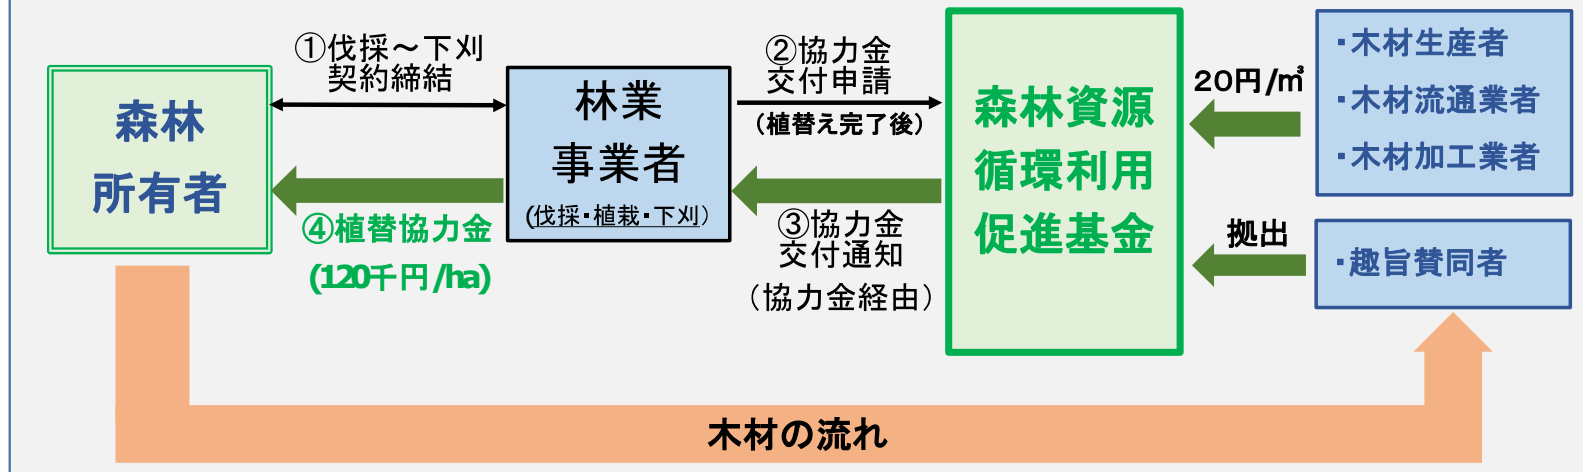 ①伐採～下刈
契約締結
森林
所有者
④植替協力金
(120千円/ha)
林業
事業者
(伐採・植栽・下刈)
②協力金
交付申請
(植替え完了後)
③協力金
交付通知
（協力金経由）
森林資源
循環利用
促進基金
20円/㎥
拠出
・木材生産者
・木材流通業者
・木材加工業者
・趣旨賛同者
木材の流れ